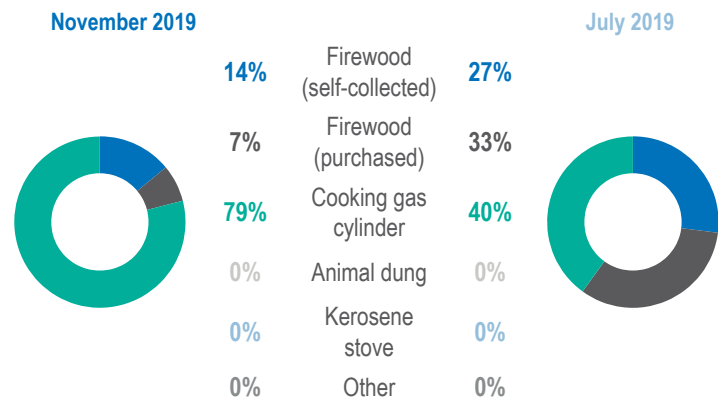 November 2019
July 2019
14% Firewood (self-collected) 27%
7% Firewood (purchased) 33%
79% Cooking gas cylinder 40%
0% Animal dung 0%
0% Kerosene stove 0%
0% Other 0%